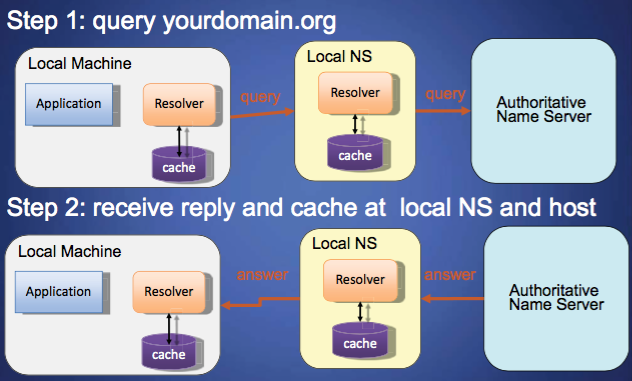 Step 1: query yourdomain.org
Local Machine
Application
Resolver
cache
query
Local NS
Resolver
cache
query
Authoritative
Name Server
Step 2: receive reply and cache at local NS and host
Local Machine
Application
Resolver
cache
answer
Local NS
Resolver
cache
answer
Authoritative
Name Server